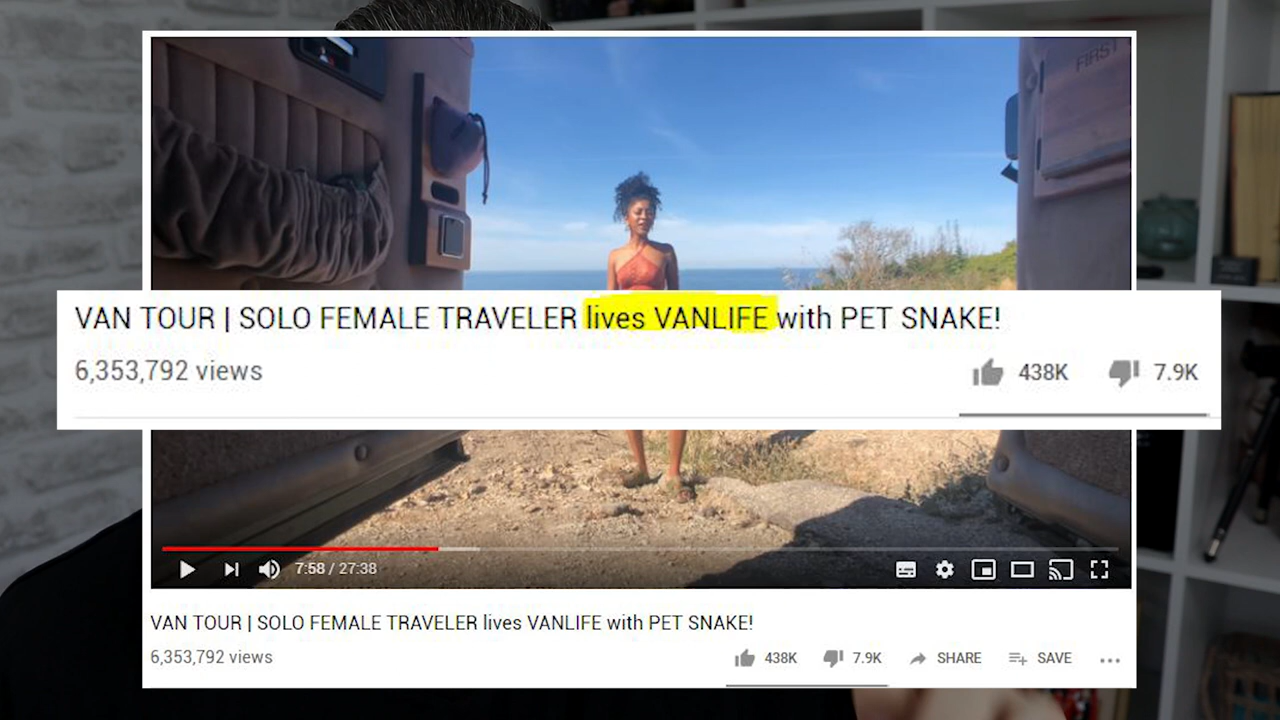 FIRST
VAN TOUR | SOLO FEMALE TRAVELER lives VANLIFE with PET SNAKE!
6,353,792 views
438K
7.9K
7:58 / 27:38
VAN TOUR | SOLO FEMALE TRAVELER lives VANLIFE with PET SNAKE!
6,353,792 views
438K
7.9K
SHARE
SAVE